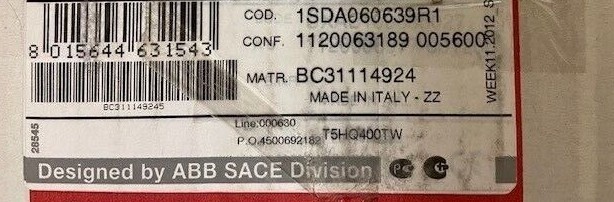 COD. 1SDA060639R1
8 015644 631543
CONF. 1120063189 005600
MATR. BC31114924
MADE IN ITALY - ZZ
WEEK11.2012 S
BC311149245
28545
Line:000630
P.O.4500692182 T5HQ400TW
Designed by ABB SACE Division